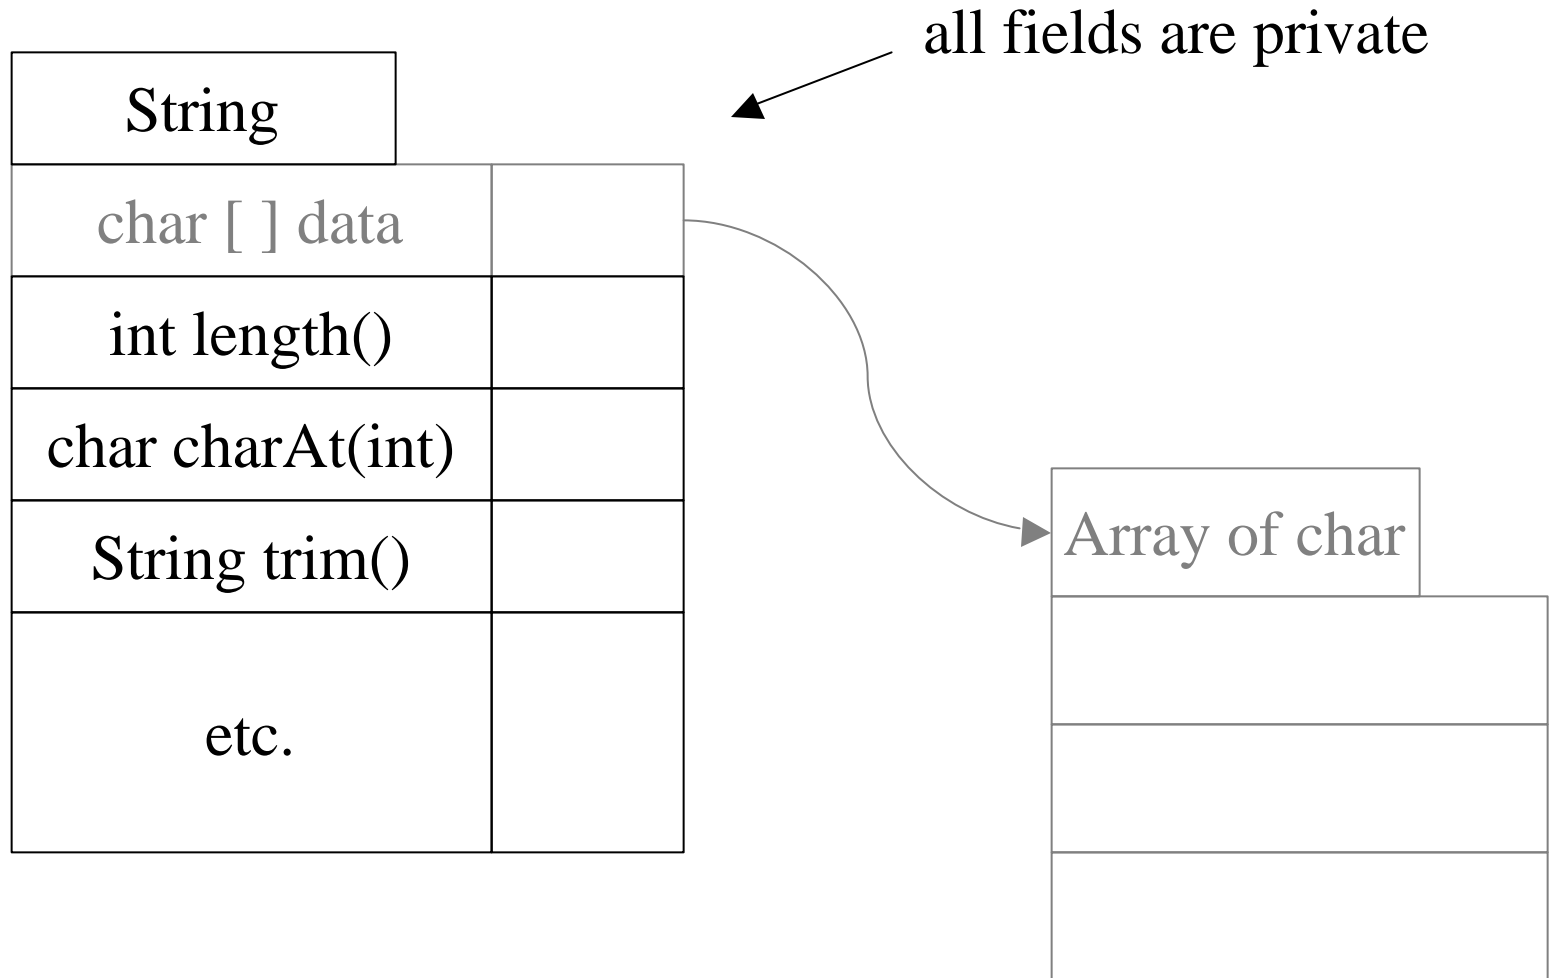 all fields are private
String
char [ ] data
int length()
char charAt(int)
String trim()
etc.
Array of char